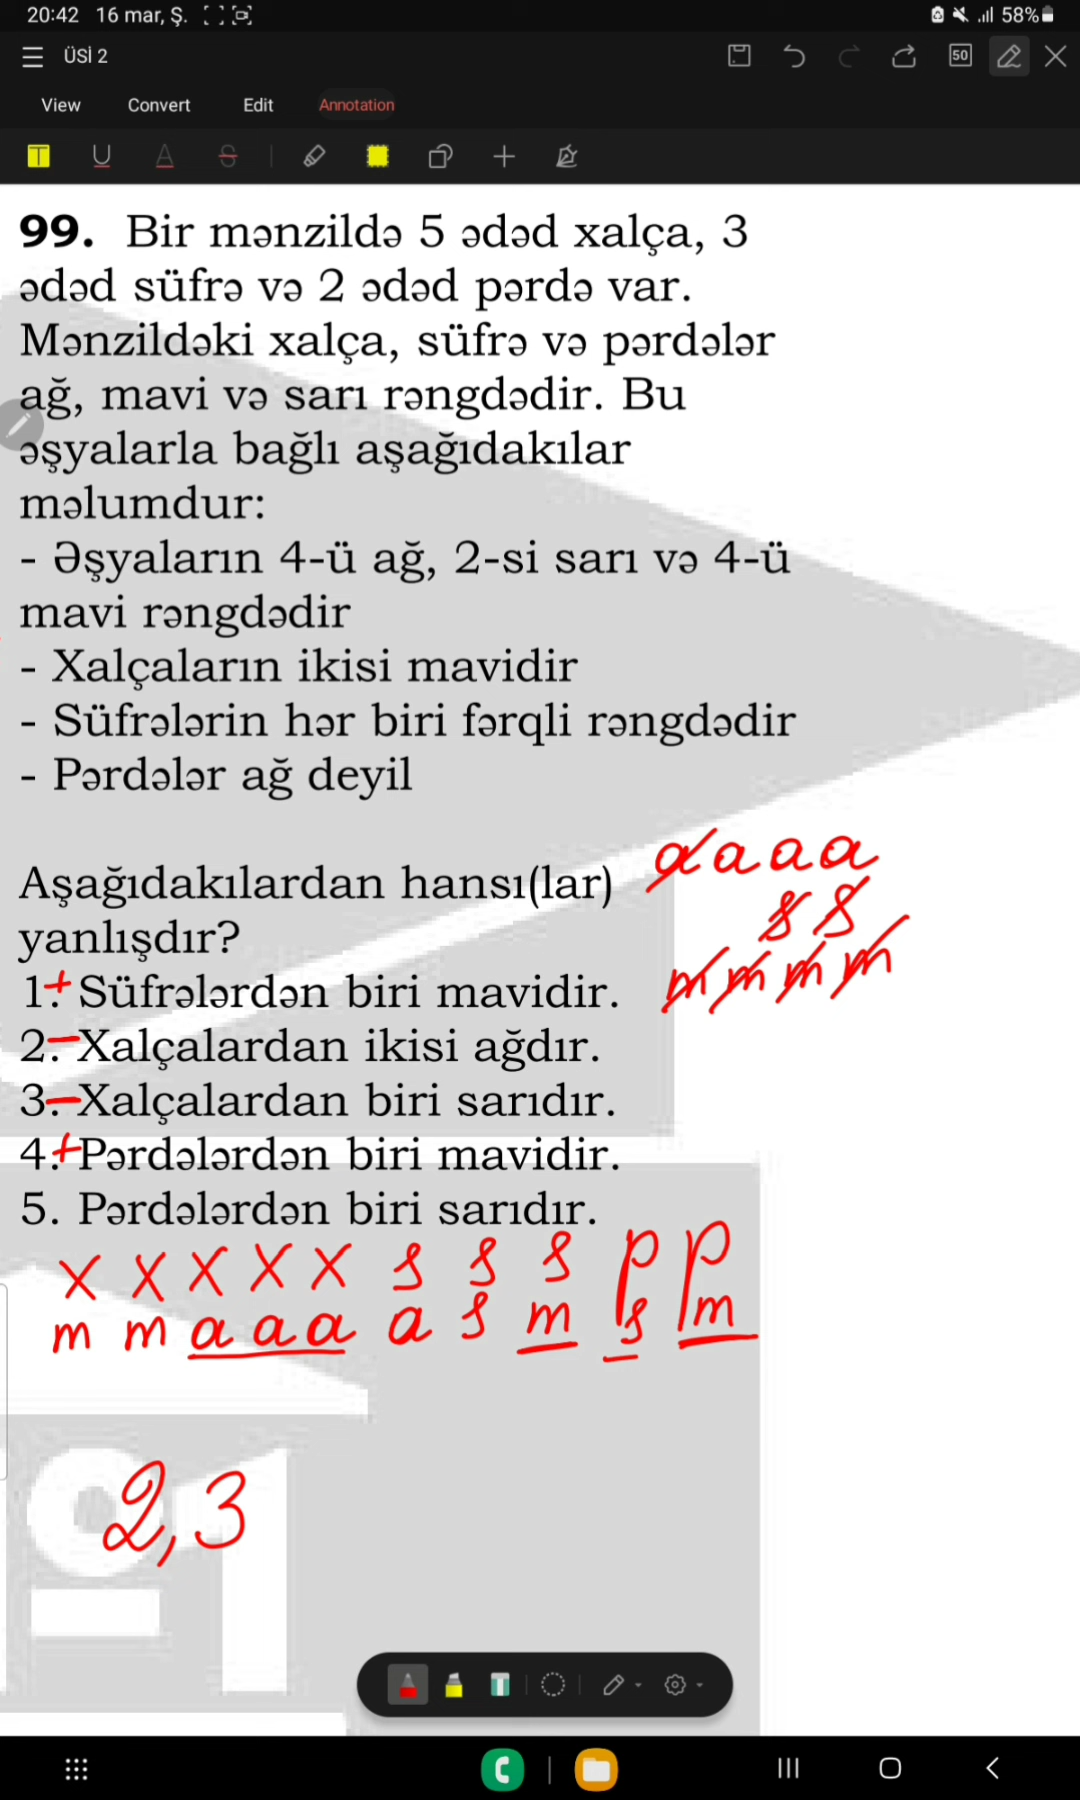 20:42 16 mar, Ş. 58%
ÜSİ 2 50
View Convert Edit Annotation
T U A S
99. Bir mənzildə 5 ədəd xalça, 3
ədəd süfrə və 2 ədəd pərdə var.
Mənzildəki xalça, süfrə və pərdələr
ağ, mavi və sarı rəngdədir. Bu
əşyalarla bağlı aşağıdakılar
məlumdur:
- Əşyaların 4-ü ağ, 2-si sarı və 4-ü
mavi rəngdədir
- Xalçaların ikisi mavidir
- Süfrələrin hər biri fərqli rəngdədir
- Pərdələr ağ deyil
a a a a
Aşağıdakılardan hansı(lar)
s s
yanlışdır?
m m m m
1.+ Süfrələrdən biri mavidir.
2.- Xalçalardan ikisi ağdır.
3.- Xalçalardan biri sarıdır.
4.+ Pərdələrdən biri mavidir.
5. Pərdələrdən biri sarıdır.
x x x x x s s s p p
m m a a a a s m s m
2,3